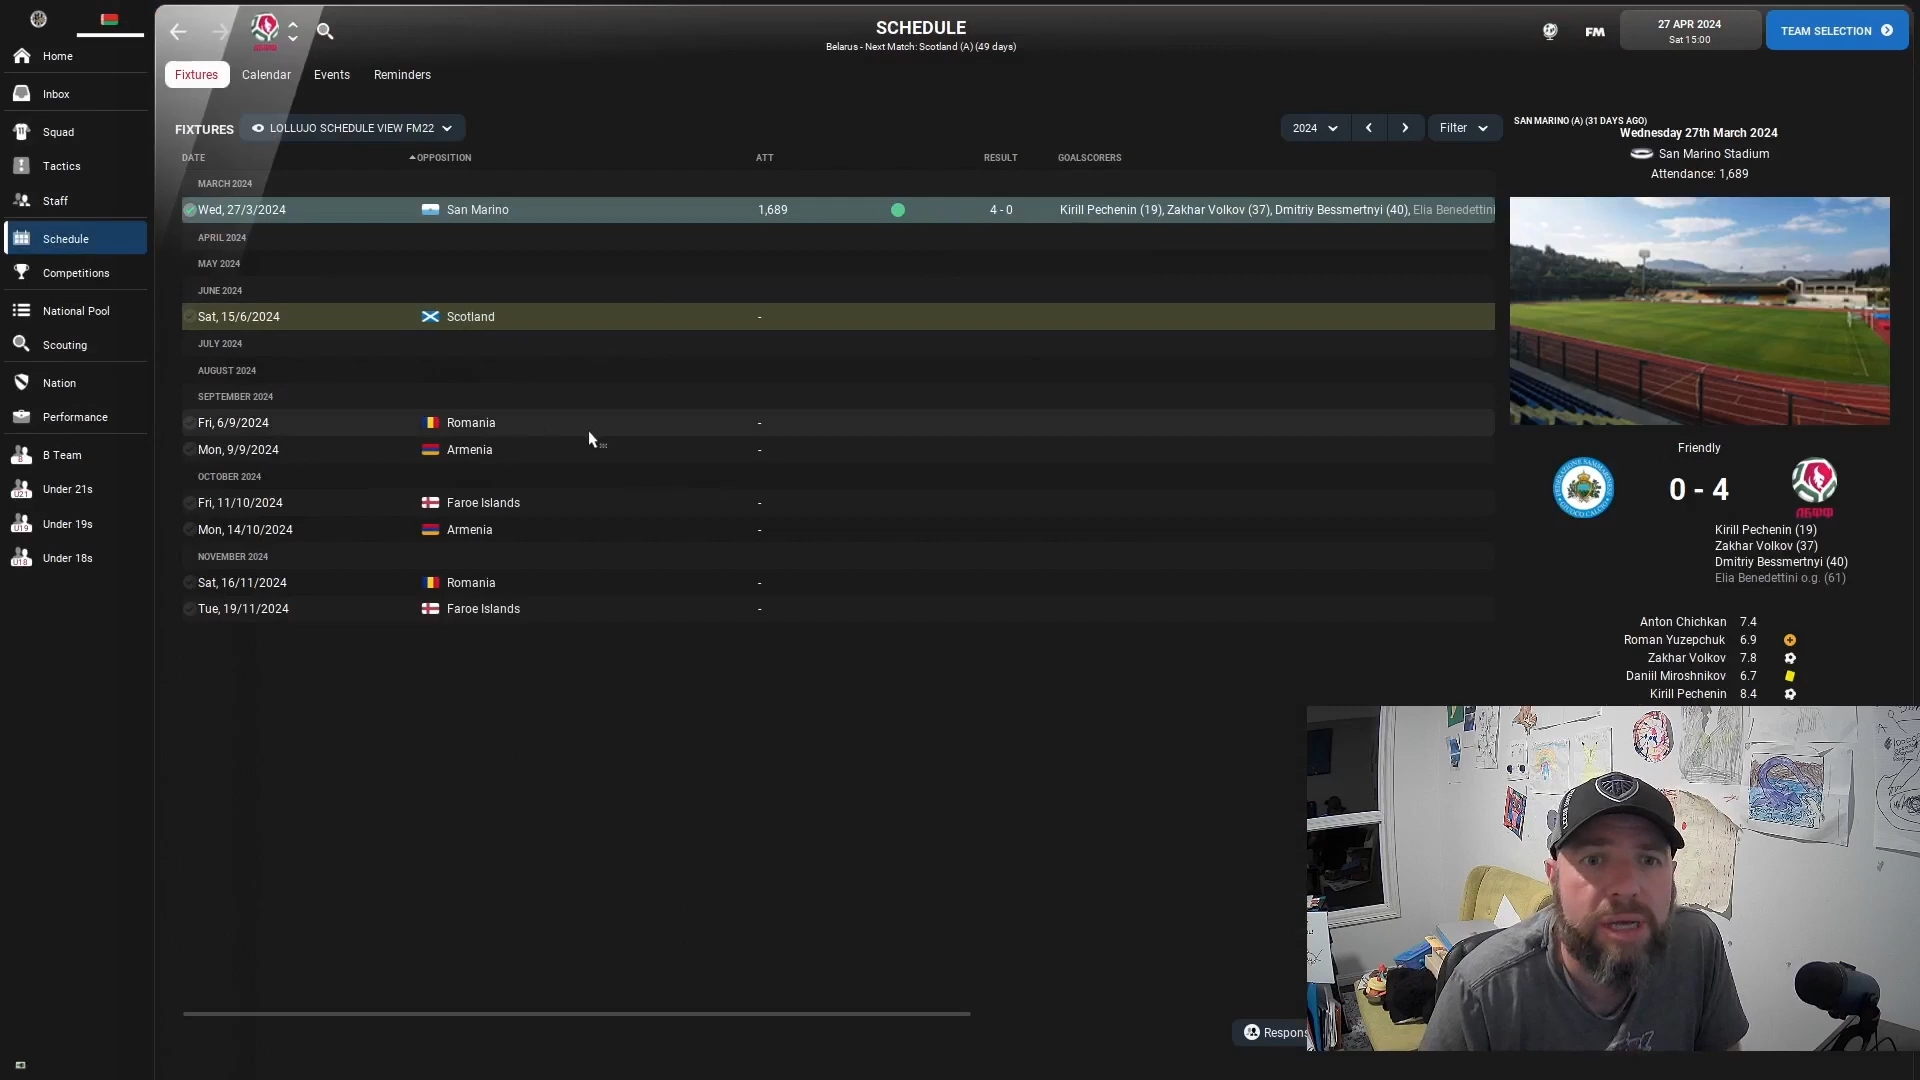 SCHEDULE
Belarus - Next Match: Scotland (A) (49 days)
FM
27 APR 2024
Sat 15:00
TEAM SELECTION
Home
Inbox
Squad
Tactics
Staff
Schedule
Competitions
National Pool
Scouting
Nation
Performance
B Team
Under 21s
Under 19s
Under 18s
Fixtures Calendar Events Reminders
FIXTURES LOLLUJO SCHEDULE VIEW FM22 2024 Filter
DATE OPPOSITION ATT RESULT GOALSCORERS
MARCH 2024
Wed, 27/3/2024 San Marino 1,689 4 - 0 Kirill Pechenin (19), Zakhar Volkov (37), Dmitriy Bessmertnyi (40), Elia Benedettini
APRIL 2024
MAY 2024
JUNE 2024
Sat, 15/6/2024 Scotland -
JULY 2024
AUGUST 2024
SEPTEMBER 2024
Fri, 6/9/2024 Romania -
Mon, 9/9/2024 Armenia -
OCTOBER 2024
Fri, 11/10/2024 Faroe Islands -
Mon, 14/10/2024 Armenia -
NOVEMBER 2024
Sat, 16/11/2024 Romania -
Tue, 19/11/2024 Faroe Islands -
SAN MARINO (A) (31 DAYS AGO)
Wednesday 27th March 2024
San Marino Stadium
Attendance: 1,689
Friendly
0 - 4
Kirill Pechenin (19)
Zakhar Volkov (37)
Dmitriy Bessmertnyi (40)
Elia Benedettini o.g. (61)
Anton Chichkan 7.4
Roman Yuzepchuk 6.9
Zakhar Volkov 7.8
Daniil Miroshnikov 6.7
Kirill Pechenin 8.4
Respons